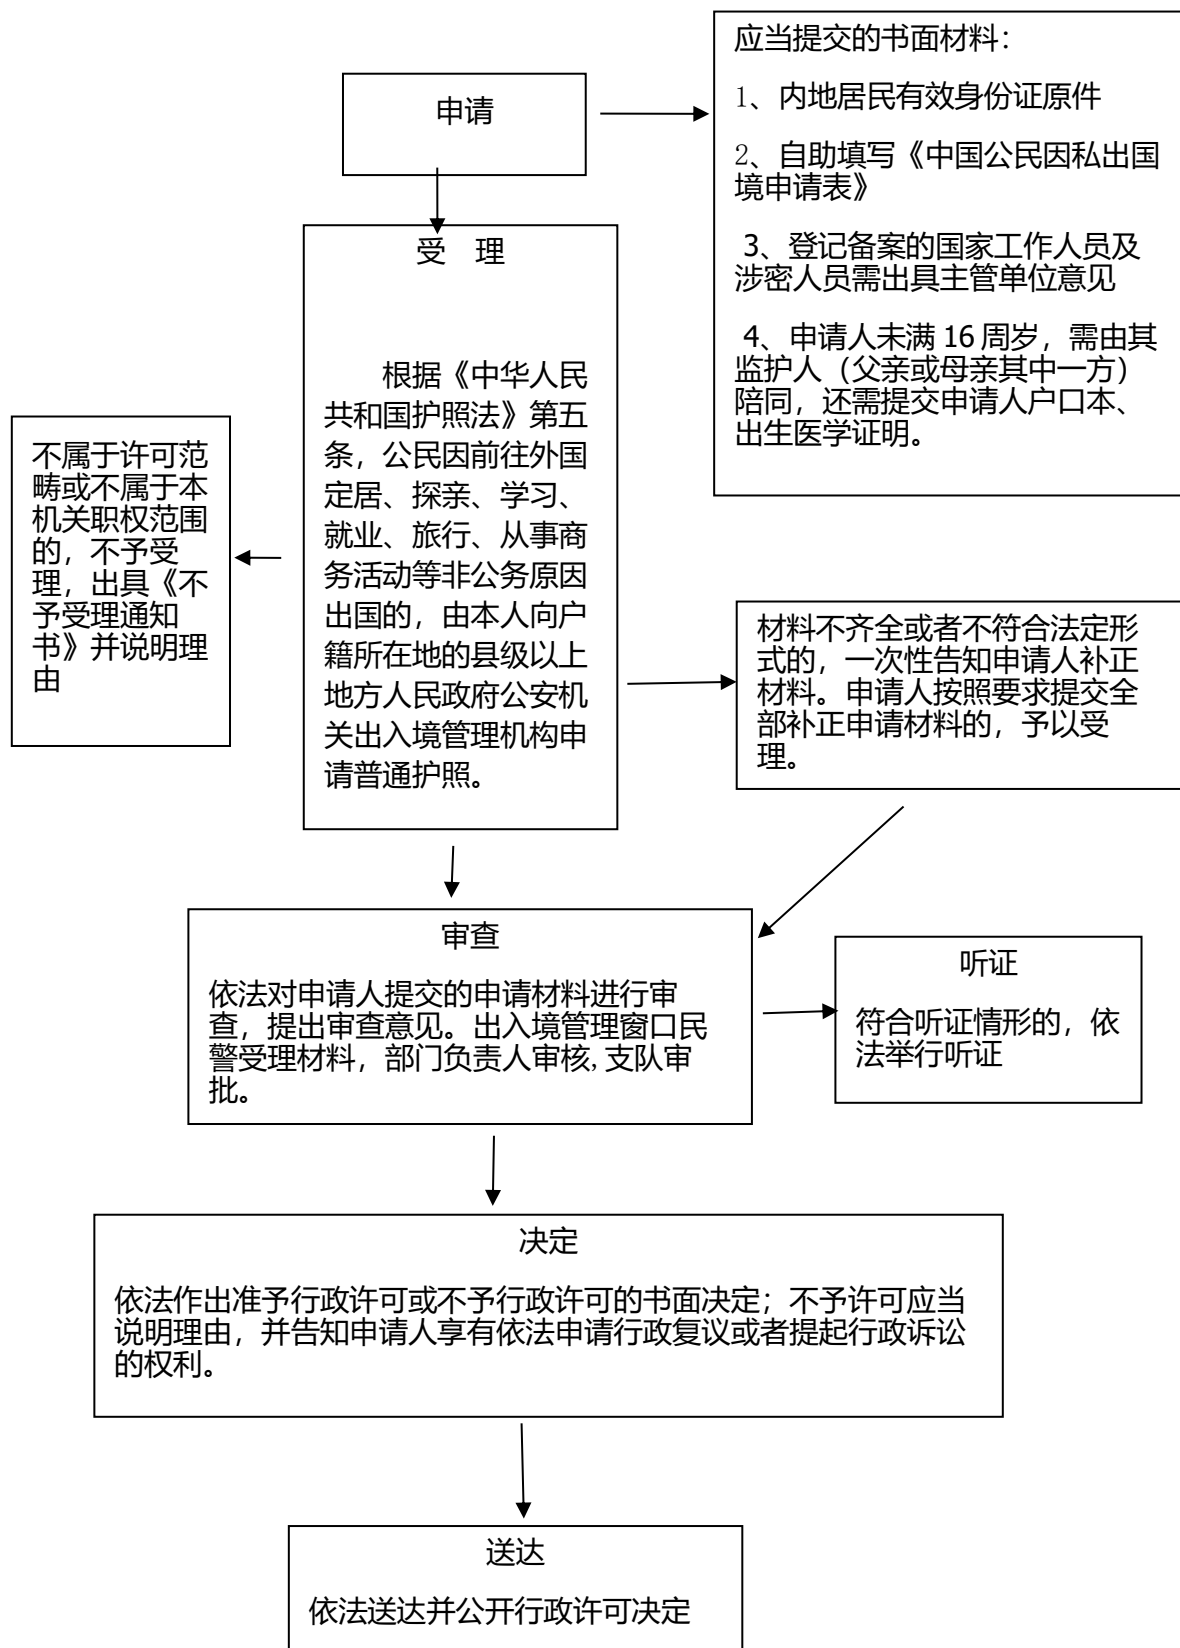 申请
应当提交的书面材料：
1、内地居民有效身份证原件
2、自助填写《中国公民因私出国
境申请表》
3、登记备案的国家工作人员及
涉密人员需出具主管单位意见
4、申请人未满 16 周岁，需由其
监护人（父亲或母亲其中一方）
陪同，还需提交申请人户口本、
出生医学证明。
受 理
根据《中华人民
共和国护照法》第五
条，公民因前往外国
定居、探亲、学习、
就业、旅行、从事商
务活动等非公务原因
出国的，由本人向户
籍所在地的县级以上
地方人民政府公安机
关出入境管理机构申
请普通护照。
不属于许可范
畴或不属于本
机关职权范围
的，不予受
理，出具《不
予受理通知
书》并说明理
由
材料不齐全或者不符合法定形
式的，一次性告知申请人补正
材料。申请人按照要求提交全
部补正申请材料的，予以受
理。
审查
依法对申请人提交的申请材料进行审
查，提出审查意见。出入境管理窗口民
警受理材料，部门负责人审核,支队审
批。
听证
符合听证情形的，依
法举行听证
决定
依法作出准予行政许可或不予行政许可的书面决定；不予许可应当
说明理由，并告知申请人享有依法申请行政复议或者提起行政诉讼
的权利。
送达
依法送达并公开行政许可决定